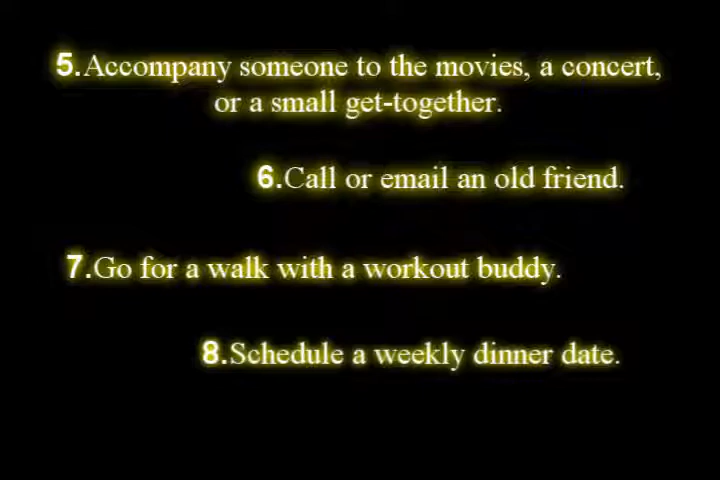 5.Accompany someone to the movies, a concert,
or a small get-together.
6.Call or email an old friend.
7.Go for a walk with a workout buddy.
8.Schedule a weekly dinner date.